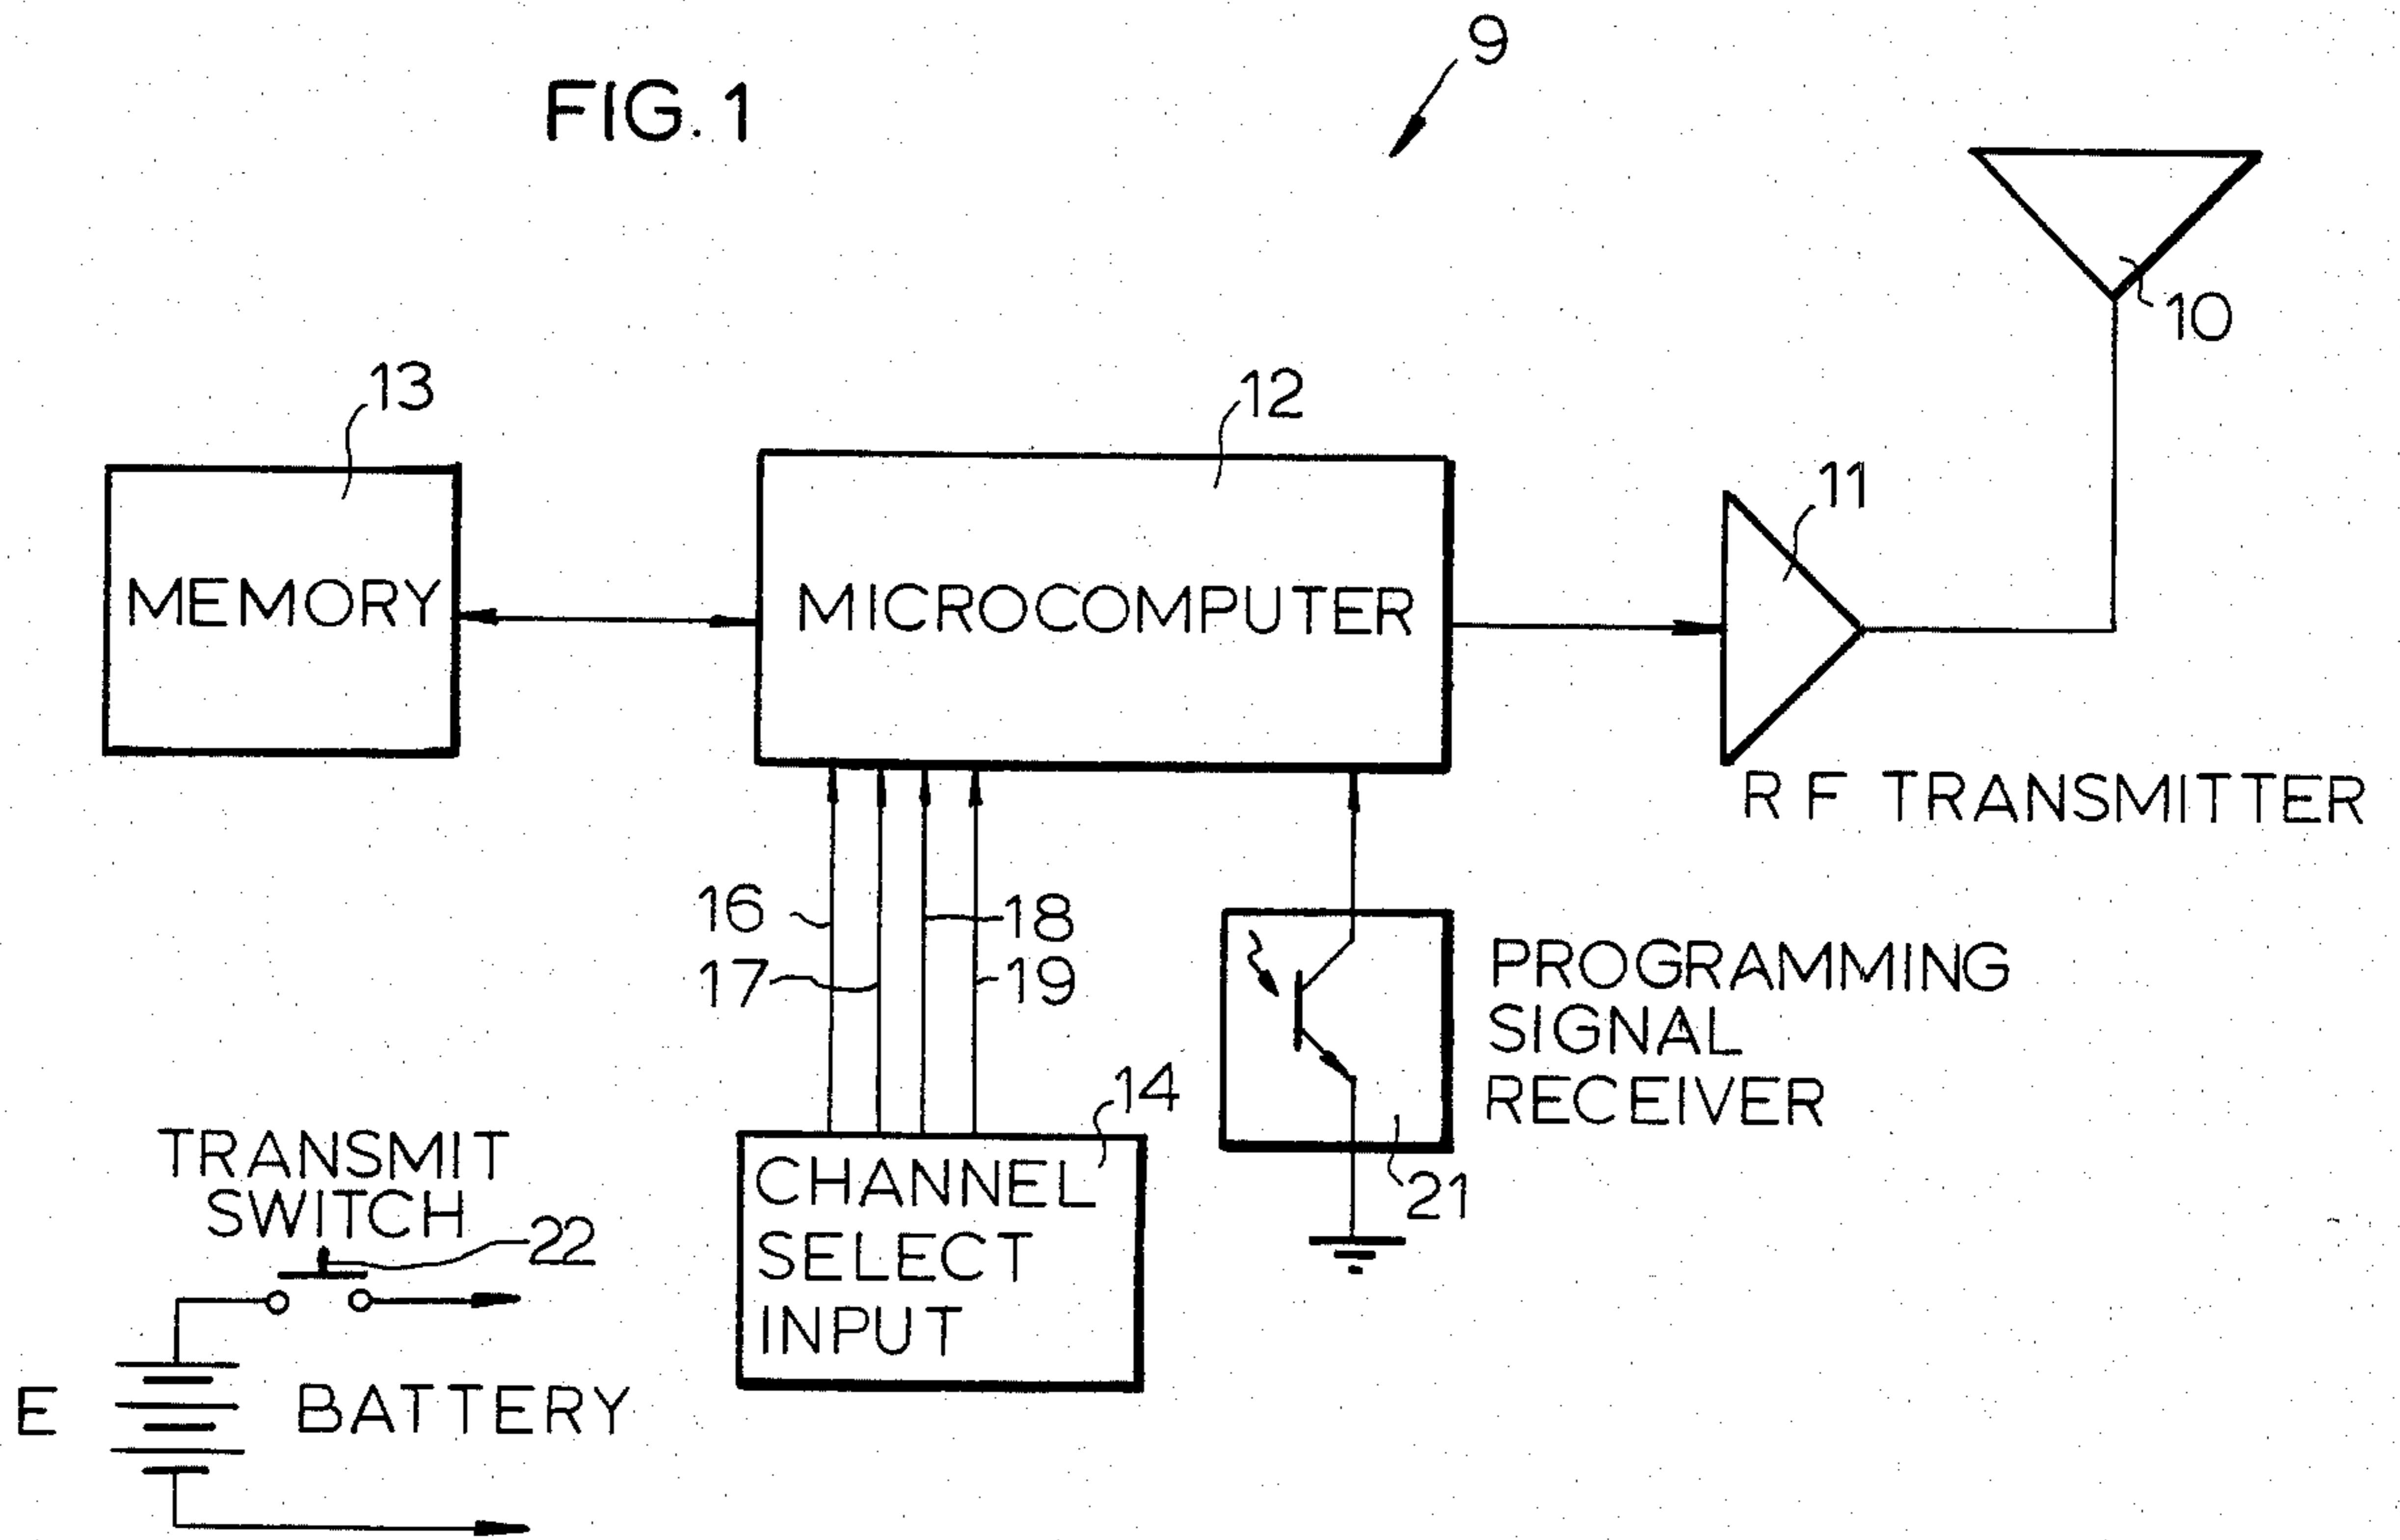 FIG. 1
9
10
13
12
11
MEMORY
MICROCOMPUTER
RF TRANSMITTER
16
18
17
19
PROGRAMMING
SIGNAL
RECEIVER
14
21
CHANNEL
SELECT
INPUT
TRANSMIT
SWITCH
22
E
BATTERY